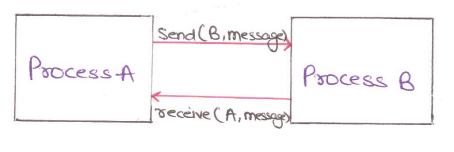 Send(B,message)
Process A
Process B
receive(A,message)